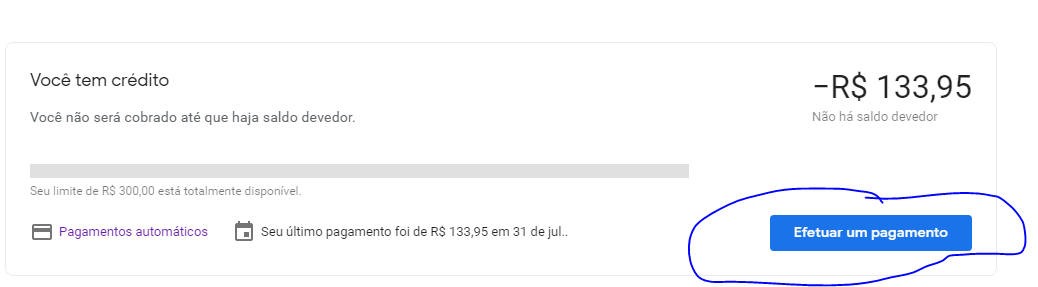 Você tem crédito
−R$ 133,95
Você não será cobrado até que haja saldo devedor.
Não há saldo devedor
Seu limite de R$ 300,00 está totalmente disponível.
Pagamentos automáticos
Seu último pagamento foi de R$ 133,95 em 31 de jul..
Efetuar um pagamento